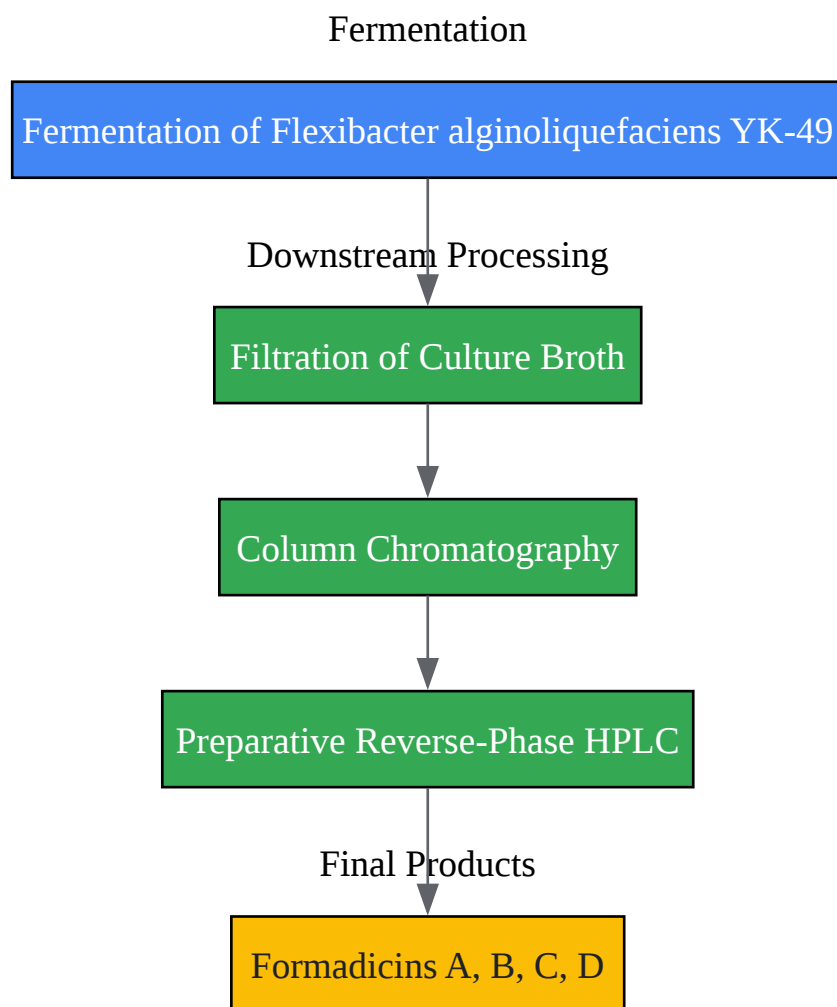 Fermentation
Fermentation of Flexibacter alginoliquefaciens YK-49
Downstream Processing
Filtration of Culture Broth
Column Chromatography
Preparative Reverse-Phase HPLC
Final Products
Formadicins A, B, C, D